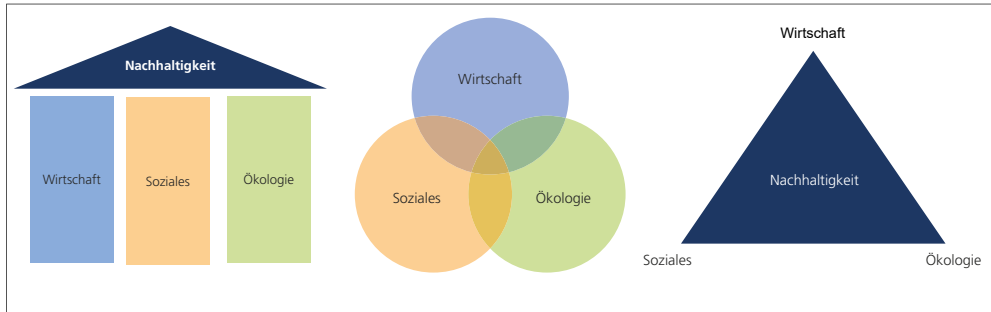 Nachhaltigkeit
Wirtschaft
Soziales
Ökologie
Wirtschaft
Soziales
Ökologie
Wirtschaft
Nachhaltigkeit
Soziales
Ökologie